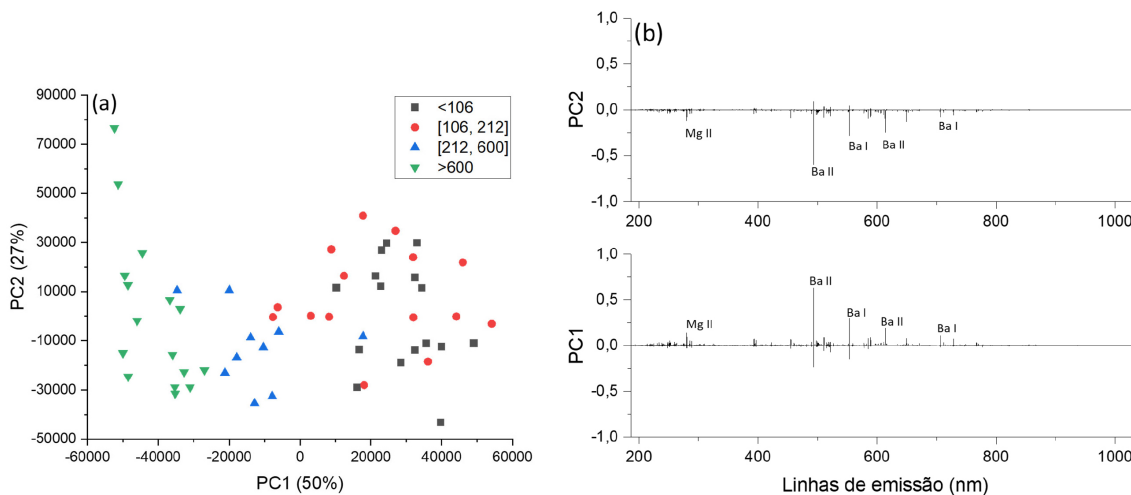 (a)
<106
[106, 212]
[212, 600]
>600
PC2 (27%)
90000
70000
50000
30000
10000
-10000
-30000
-50000
-60000 -40000 -20000 0 20000 40000 60000
PC1 (50%)
(b)
PC2
1,0
0,5
0,0
-0,5
-1,0
Mg II
Ba II
Ba I
Ba II
Ba I
200 400 600 800 1000
PC1
1,0
0,5
0,0
-0,5
-1,0
Mg II
Ba II
Ba I
Ba II
Ba I
200 400 600 800 1000
Linhas de emissão (nm)